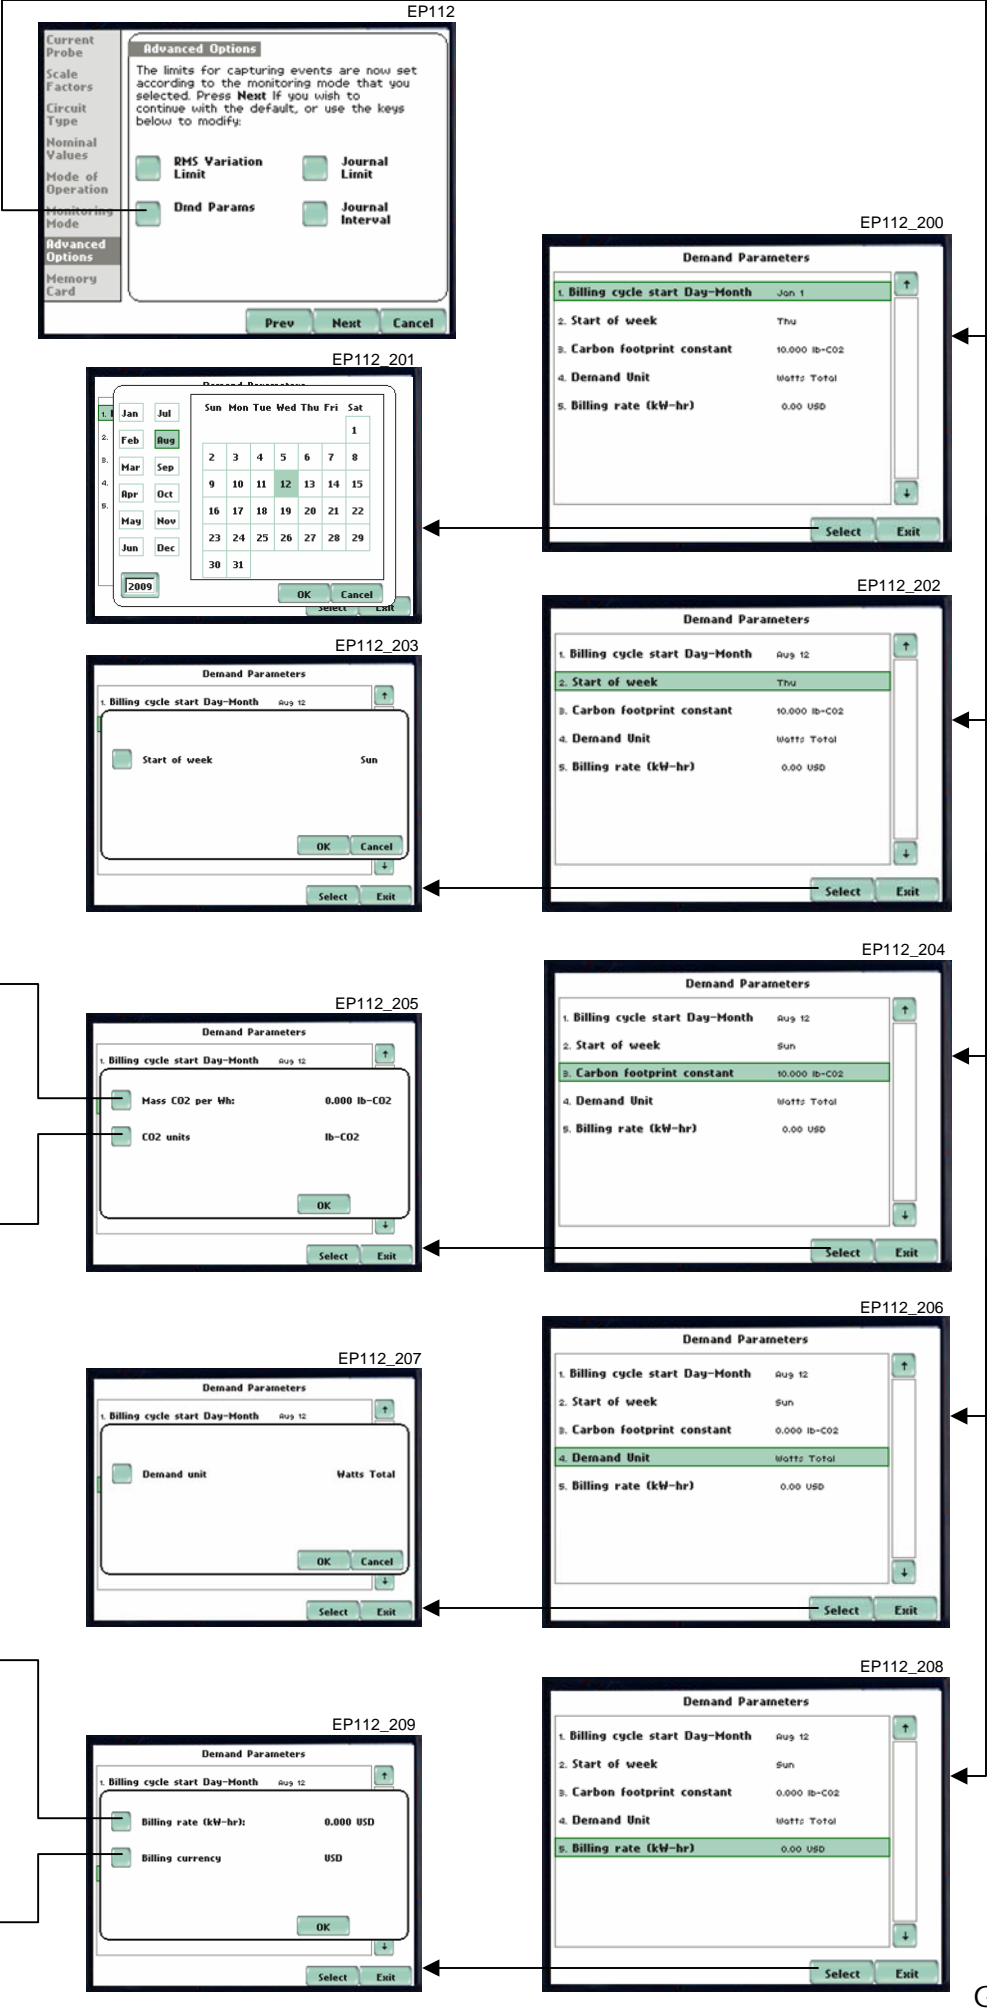 EP112
Current
Probe
Scale
Factors
Circuit
Type
Nominal
Values
Mode of
Operation
Monitoring
Mode
Advanced
Options
Memory
Card
Advanced Options
The limits for capturing events are now set
according to the monitoring mode that you
selected. Press Next If you wish to
continue with the default, or use the keys
below to modify:
RMS Variation
Limit
Journal
Limit
Dmd Params
Journal
Interval
Prev Next Cancel
EP112_200
Demand Parameters
1. Billing cycle start Day-Month Jan 1
2. Start of week Thu
3. Carbon footprint constant 10.000 lb-CO2
4. Demand Unit Watts Total
5. Billing rate (kW-hr) 0.00 USD
Select Exit
EP112_201
Demand Parameters
1.
2.
3.
4.
5.
Jan Jul
Feb Aug
Mar Sep
Apr Oct
May Nov
Jun Dec
2009
Sun Mon Tue Wed Thu Fri Sat
1
2 3 4 5 6 7 8
9 10 11 12 13 14 15
16 17 18 19 20 21 22
23 24 25 26 27 28 29
30 31
OK Cancel
Select Exit
EP112_202
Demand Parameters
1. Billing cycle start Day-Month Aug 12
2. Start of week Thu
3. Carbon footprint constant 10.000 lb-CO2
4. Demand Unit Watts Total
5. Billing rate (kW-hr) 0.00 USD
Select Exit
EP112_203
Demand Parameters
1. Billing cycle start Day-Month Aug 12
Start of week Sun
OK Cancel
Select Exit
EP112_204
Demand Parameters
1. Billing cycle start Day-Month Aug 12
2. Start of week Sun
3. Carbon footprint constant 10.000 lb-CO2
4. Demand Unit Watts Total
5. Billing rate (kW-hr) 0.00 USD
Select Exit
EP112_205
Demand Parameters
1. Billing cycle start Day-Month Aug 12
Mass CO2 per Wh: 0.000 lb-CO2
CO2 units lb-CO2
OK
Select Exit
EP112_206
Demand Parameters
1. Billing cycle start Day-Month Aug 12
2. Start of week Sun
3. Carbon footprint constant 0.000 lb-CO2
4. Demand Unit Watts Total
5. Billing rate (kW-hr) 0.00 USD
Select Exit
EP112_207
Demand Parameters
1. Billing cycle start Day-Month Aug 12
Demand unit Watts Total
OK Cancel
Select Exit
EP112_208
Demand Parameters
1. Billing cycle start Day-Month Aug 12
2. Start of week Sun
3. Carbon footprint constant 0.000 lb-CO2
4. Demand Unit Watts Total
5. Billing rate (kW-hr) 0.00 USD
Select Exit
EP112_209
Demand Parameters
1. Billing cycle start Day-Month Aug 12
Billing rate (kW-hr): 0.000 USD
Billing currency USD
OK
Select Exit